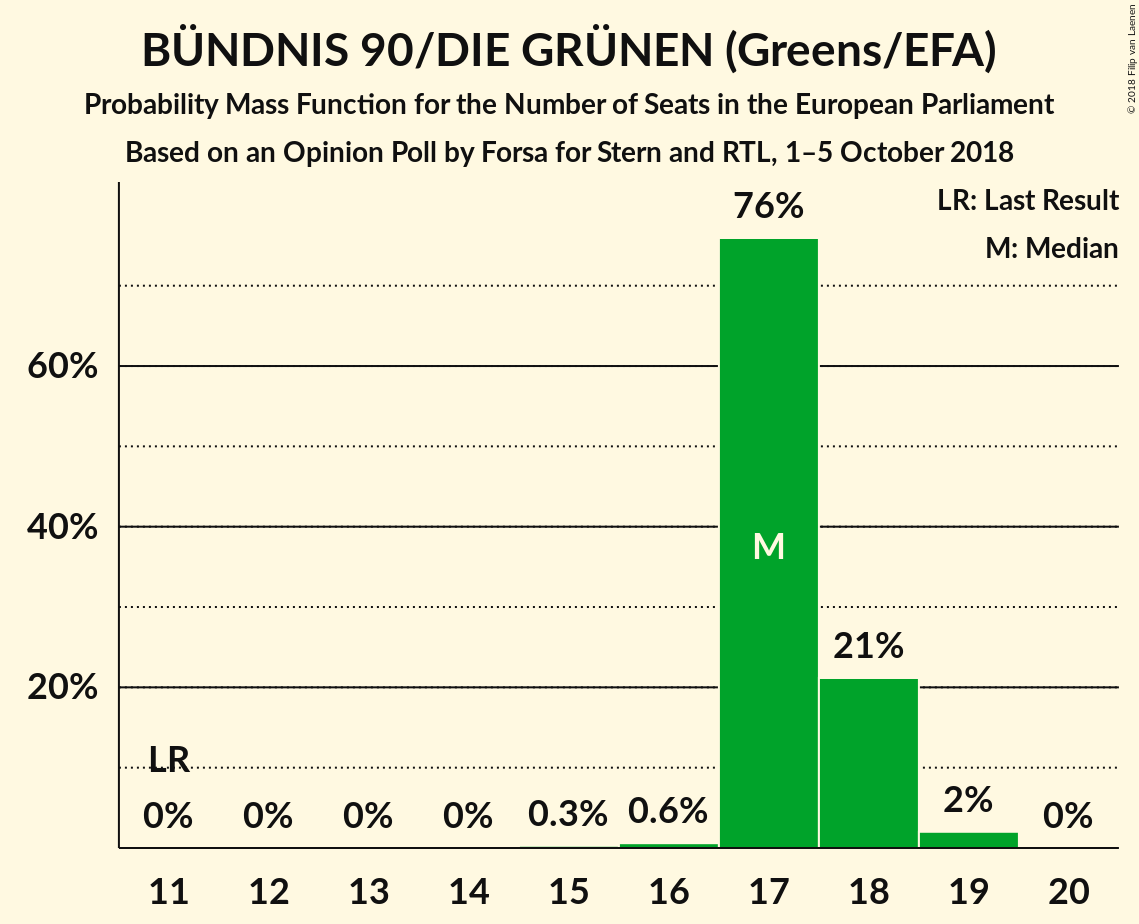 BÜNDNIS 90/DIE GRÜNEN (Greens/EFA)
Probability Mass Function for the Number of Seats in the European Parliament
Based on an Opinion Poll by Forsa for Stern and RTL, 1–5 October 2018
© 2018 Filip van Laenen
LR: Last Result
M: Median
76%
60%
40%
M
21%
20%
LR
0% 0% 0% 0% 0.3% 0.6% 2% 0%
11 12 13 14 15 16 17 18 19 20